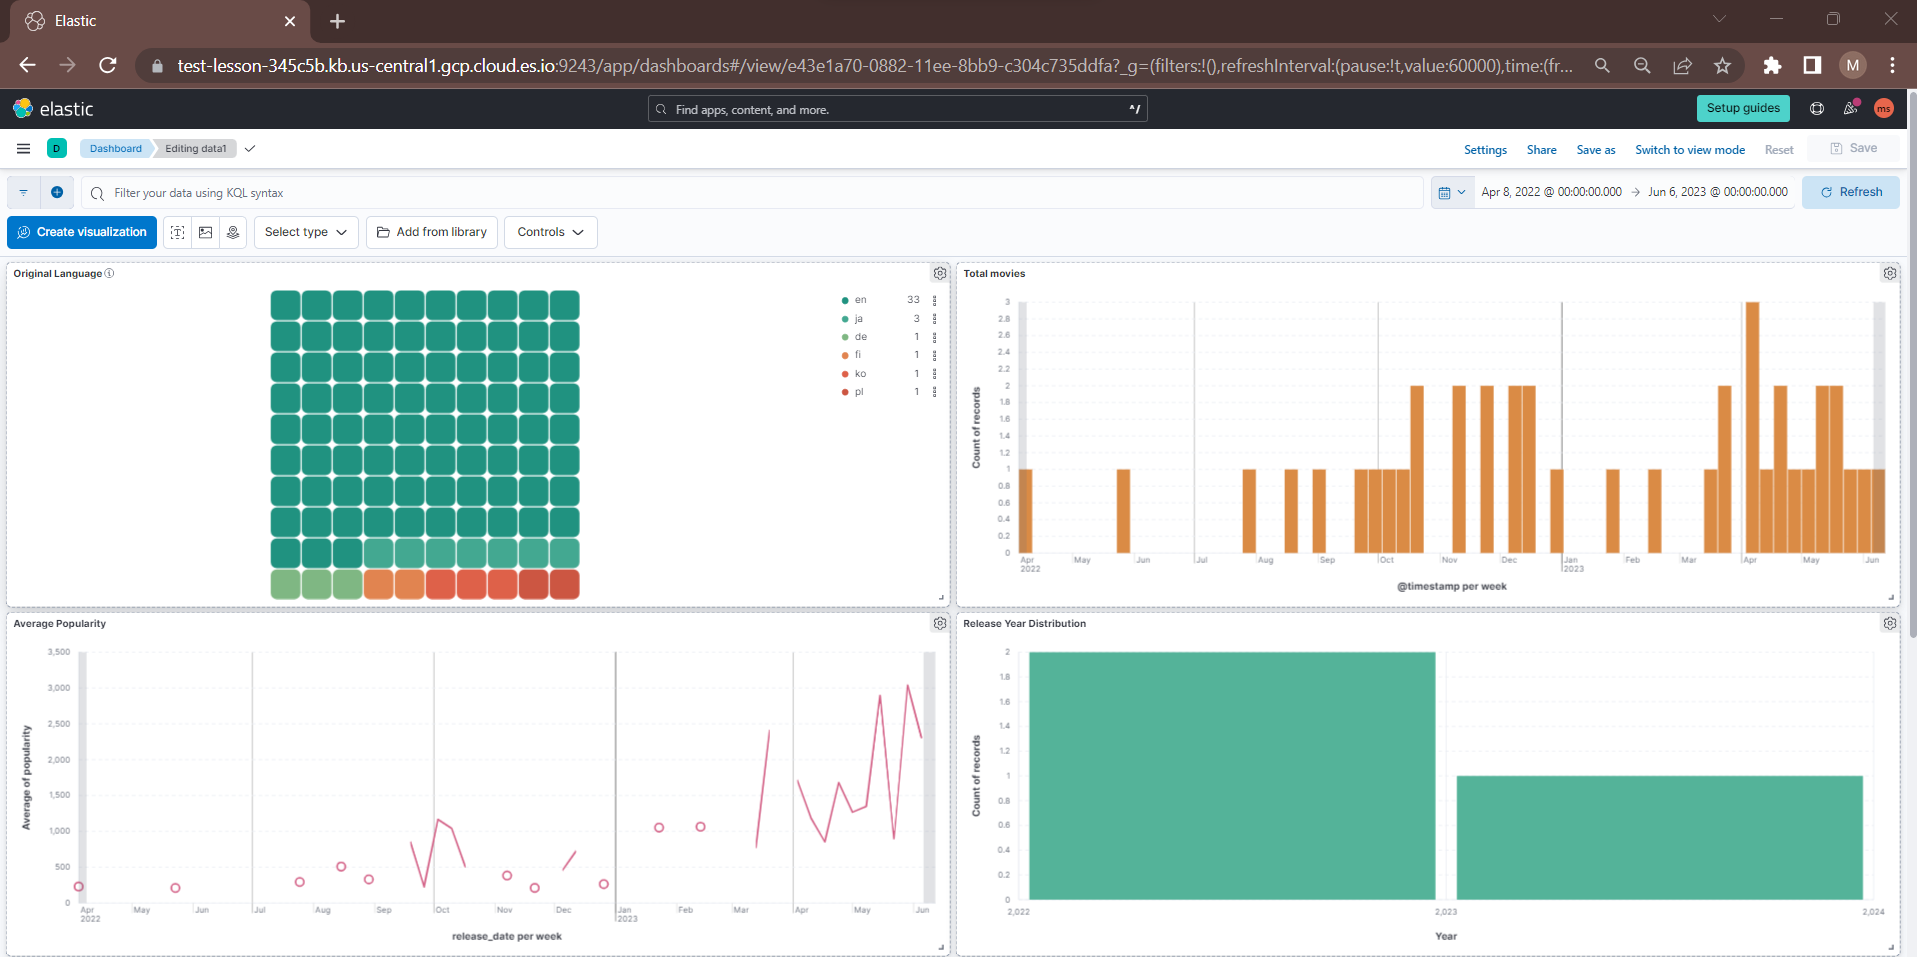 Elastic
test-lesson-345c5b.kb.us-central1.gcp.cloud.es.io:9243/app/dashboards#/view/e43e1a70-0882-11ee-8bb9-c304c735ddfa?_g=(filters:!(),refreshInterval:(pause:!t,value:60000),time:(fr...
M
elastic
Find apps, content, and more.
^/
Setup guides
ms
D
Dashboard
Editing data1
Settings
Share
Save as
Switch to view mode
Reset
Save
Filter your data using KQL syntax
Apr 8, 2022 @ 00:00:00.000 → Jun 6, 2023 @ 00:00:00.000
Refresh
Create visualization
Select type
Add from library
Controls
Original Language
en 33
ja 3
de 1
fi 1
ko 1
pl 1
Total movies
Count of records
3
2.8
2.6
2.4
2.2
2
1.8
1.6
1.4
1.2
1
0.8
0.6
0.4
0.2
0
Apr May Jun Jul Aug Sep Oct Nov Dec Jan Feb Mar Apr May Jun
2022 2023
@timestamp per week
Average Popularity
Average of popularity
3,500
3,000
2,500
2,000
1,500
1,000
500
0
Apr May Jun Jul Aug Sep Oct Nov Dec Jan Feb Mar Apr May Jun
2022 2023
release_date per week
Release Year Distribution
Count of records
2
1.8
1.6
1.4
1.2
1
0.8
0.6
0.4
0.2
0
2,022 2,023 2,024
Year